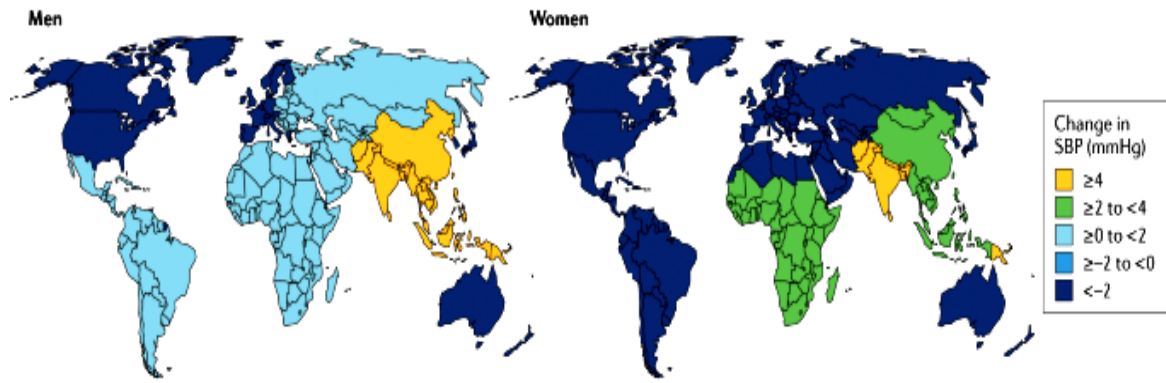 Men
Women
Change in
SBP (mmHg)
≥4
≥2 to <4
≥0 to <2
≥−2 to <0
<−2